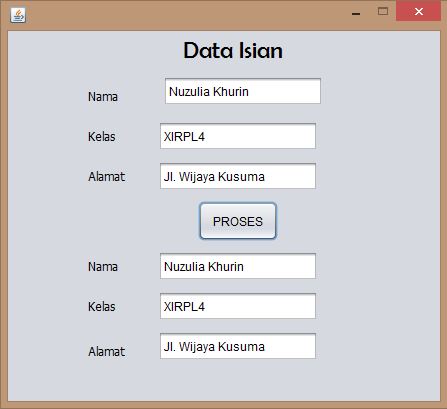 Data Isian
Nama Nuzulia Khurin
Kelas XIRPL4
Alamat Jl. Wijaya Kusuma
PROSES
Nama Nuzulia Khurin
Kelas XIRPL4
Alamat Jl. Wijaya Kusuma